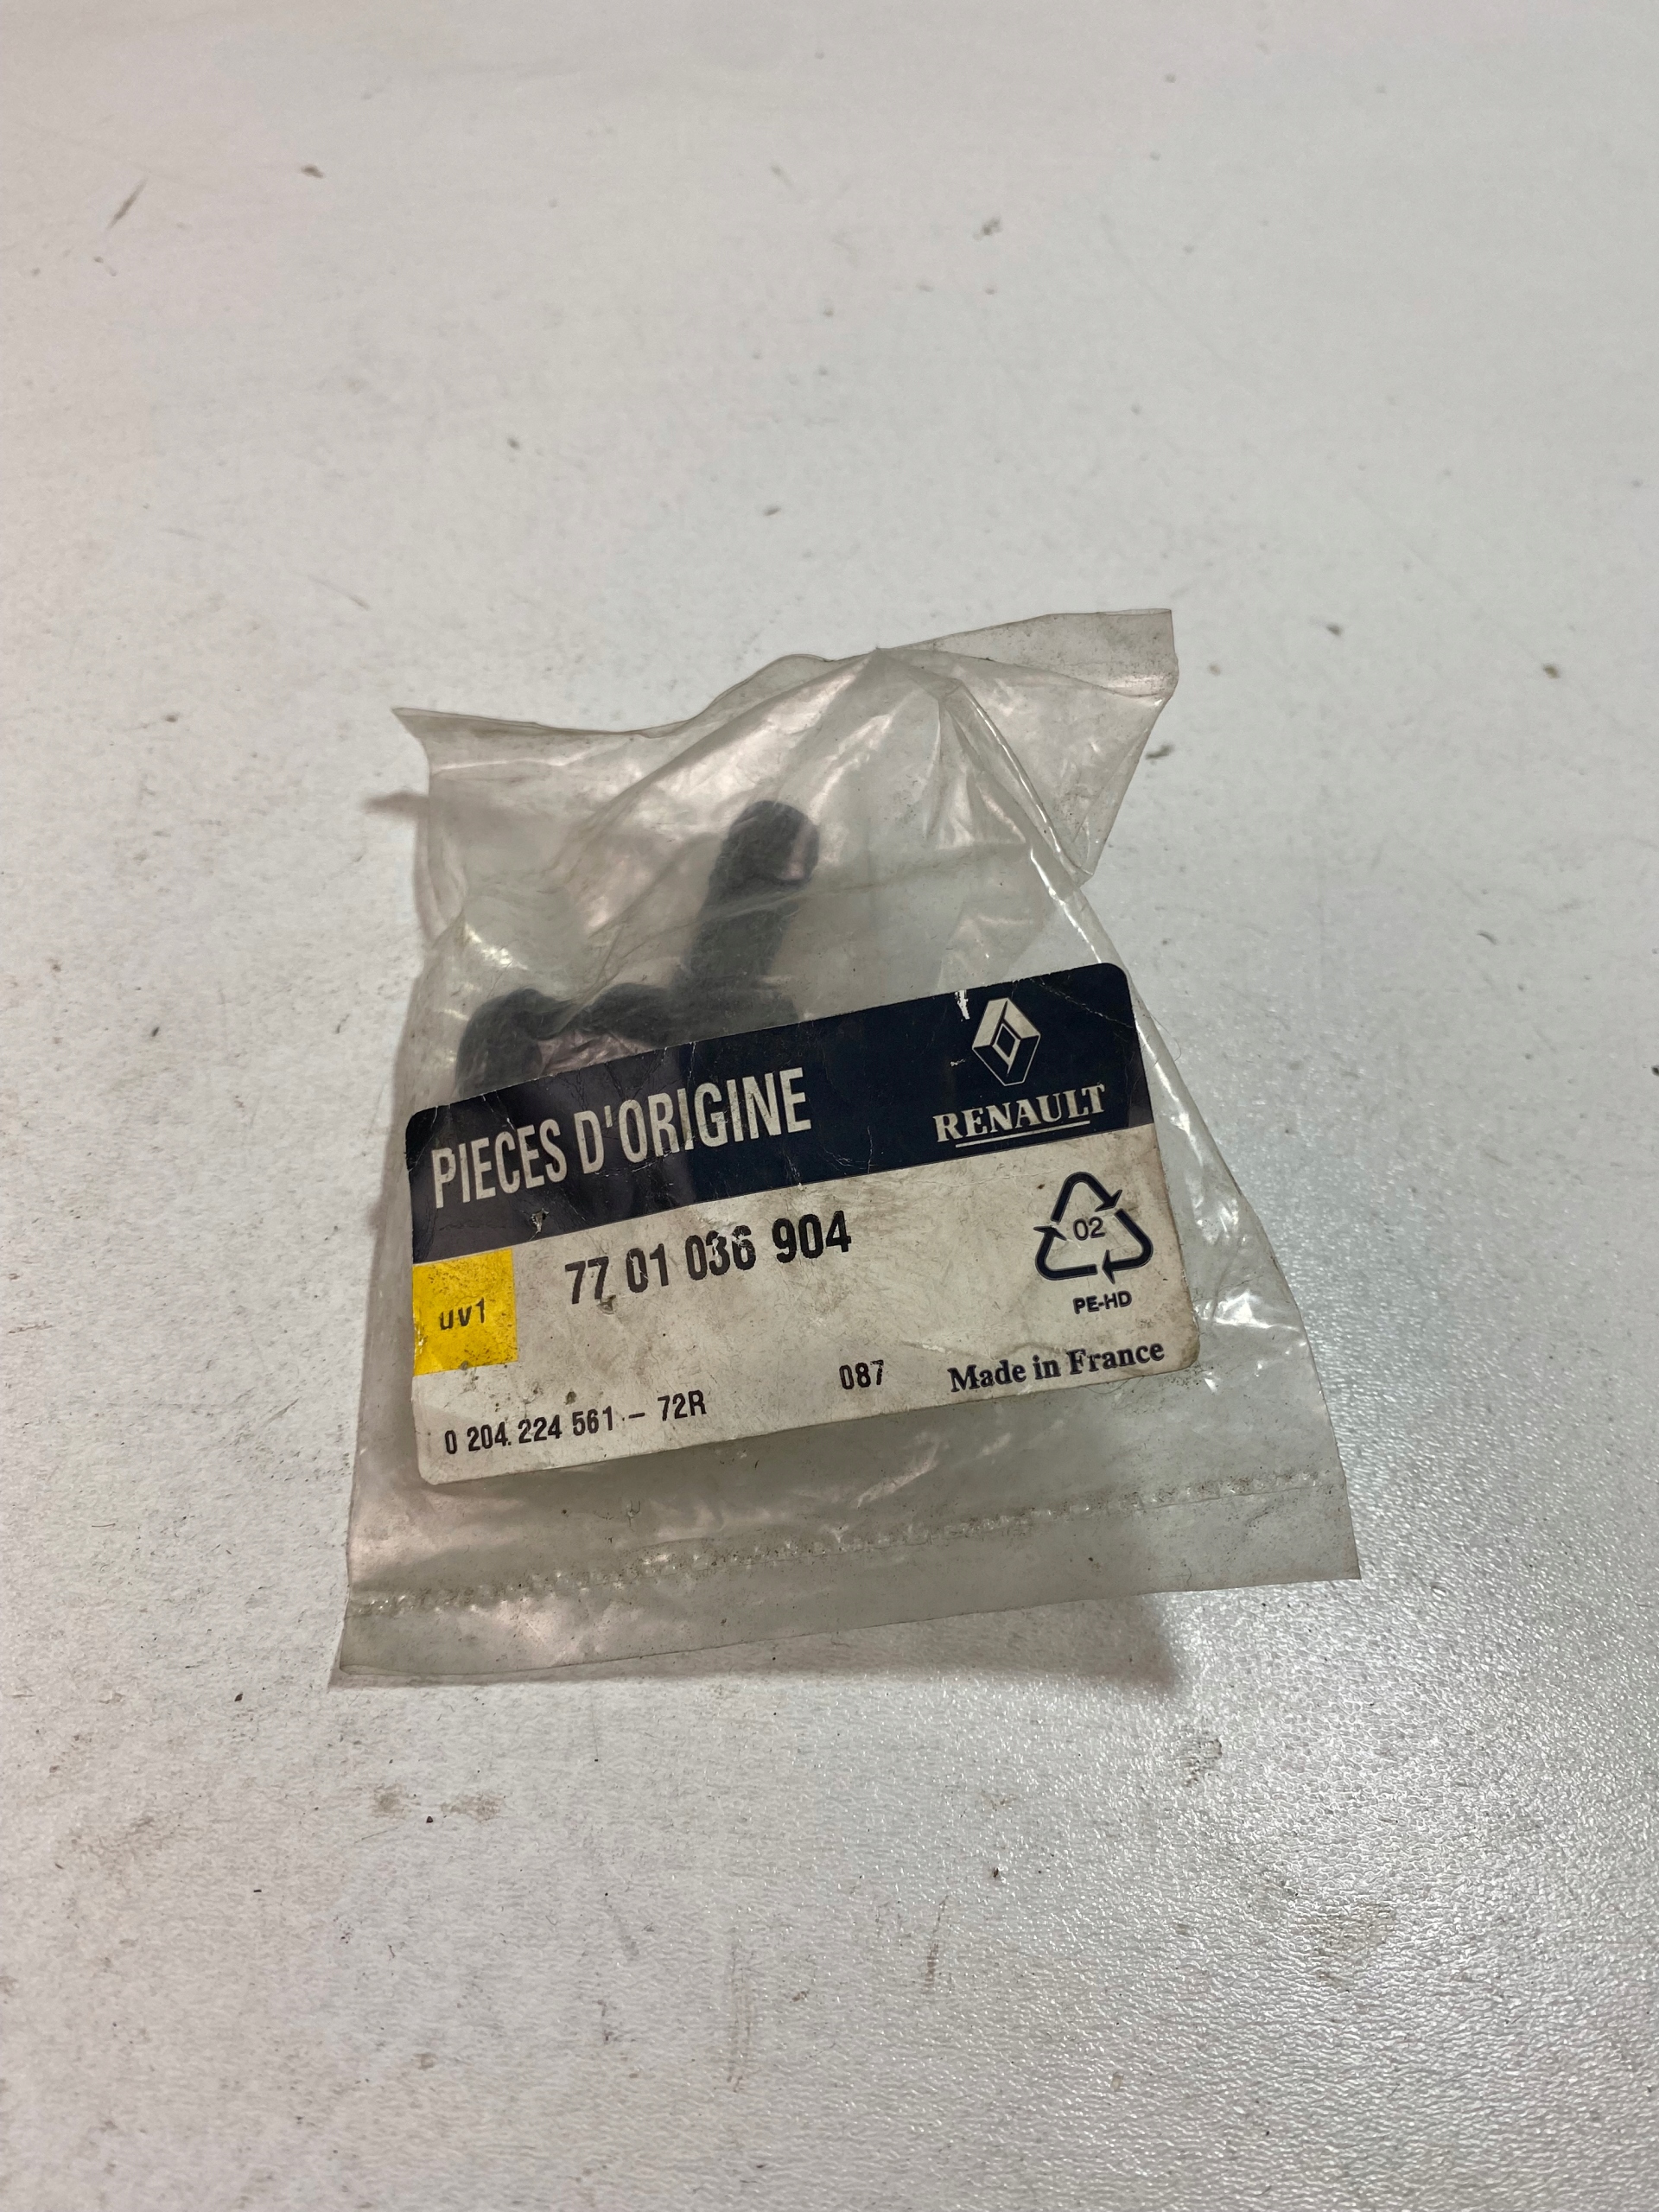 PIECES D'ORIGINE
RENAULT
uv1
77 01 036 904
02
PE-HD
0 204 224 561 - 72R
087
Made in France